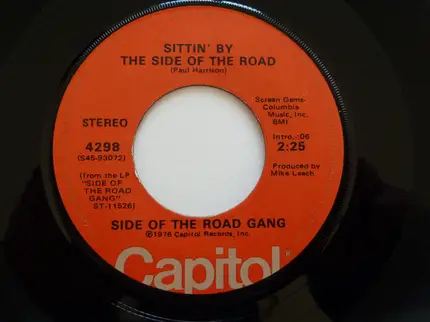 SITTIN' BY
THE SIDE OF THE ROAD
(Paul Harrison)
STEREO
4298
(S45-93072)
(from the LP
"SIDE OF
THE ROAD
GANG"
ST-11526)
Screen Gems-
Columbia
Music, Inc.
BMI
Intro.-:06
2:25
Produced by
Mike Leech
SIDE OF THE ROAD GANG
℗1976 Capitol Records, Inc.
Capitol